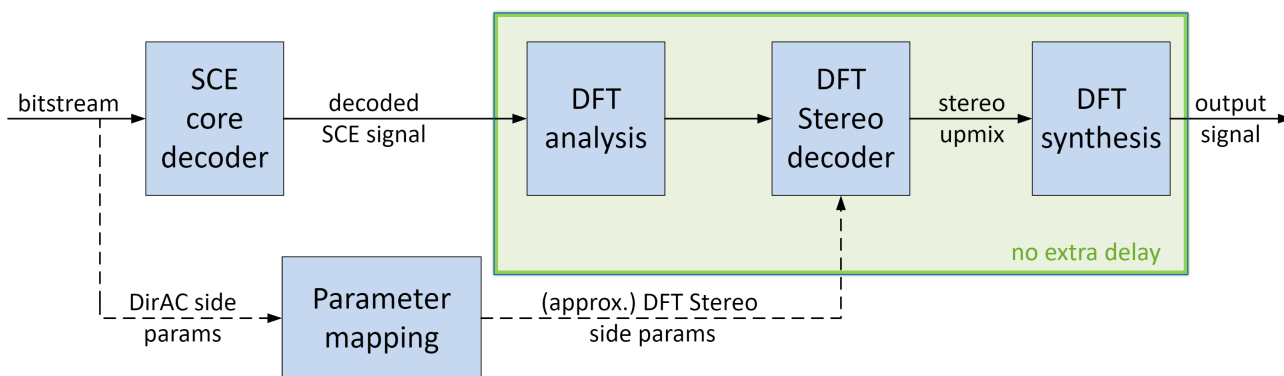 bitstream
SCE
core
decoder
decoded
SCE signal
DFT
analysis
DFT
Stereo
decoder
stereo
upmix
DFT
synthesis
output
signal
no extra delay
DirAC side
params
Parameter
mapping
(approx.) DFT Stereo
side params